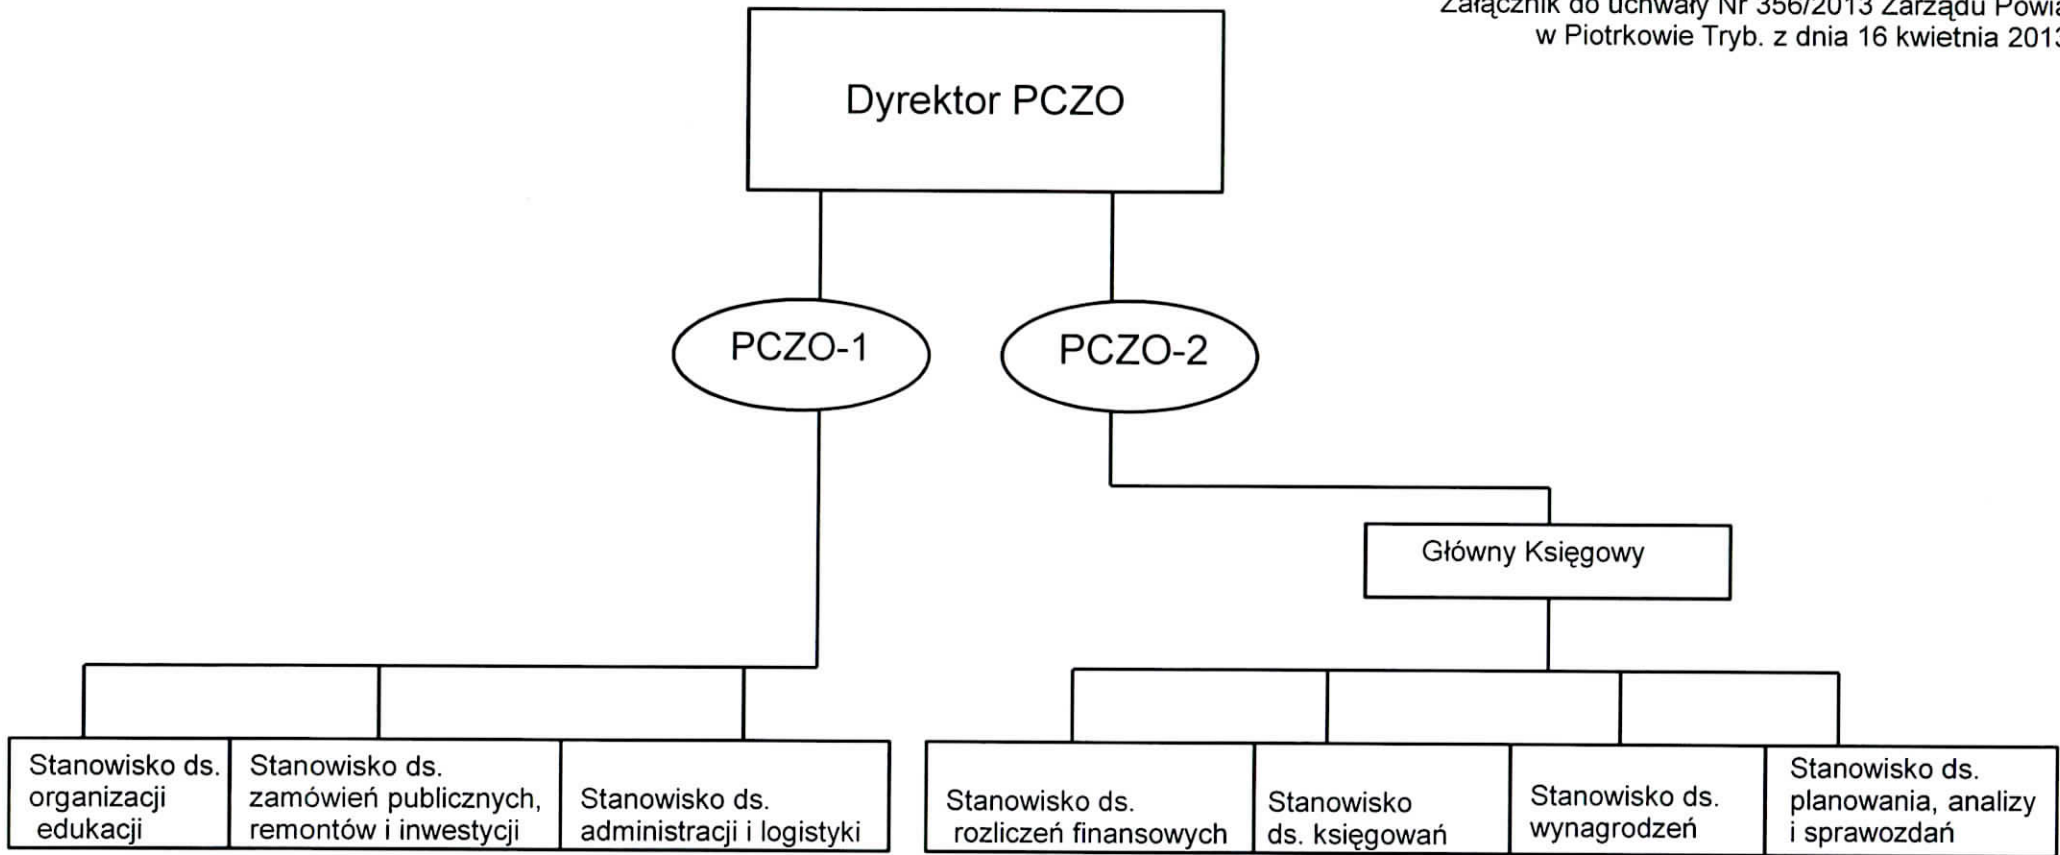 Załącznik do uchwały Nr 356/2013 Zarządu
w Piotrkowie Tryb. z dnia 16 kwietnia
Dyrektor PCZO
PCZO-1
PCZO-2
Główny Księgowy
Stanowisko ds.
organizacji
edukacji
Stanowisko ds.
zamówień publicznych,
remontów i inwestycji
Stanowisko ds.
administracji i logistyki
Stanowisko ds.
rozliczeń finansowych
Stanowisko
ds. księgowań
Stanowisko ds.
wynagrodzeń
Stanowisko ds.
planowania, analizy
i sprawozdań